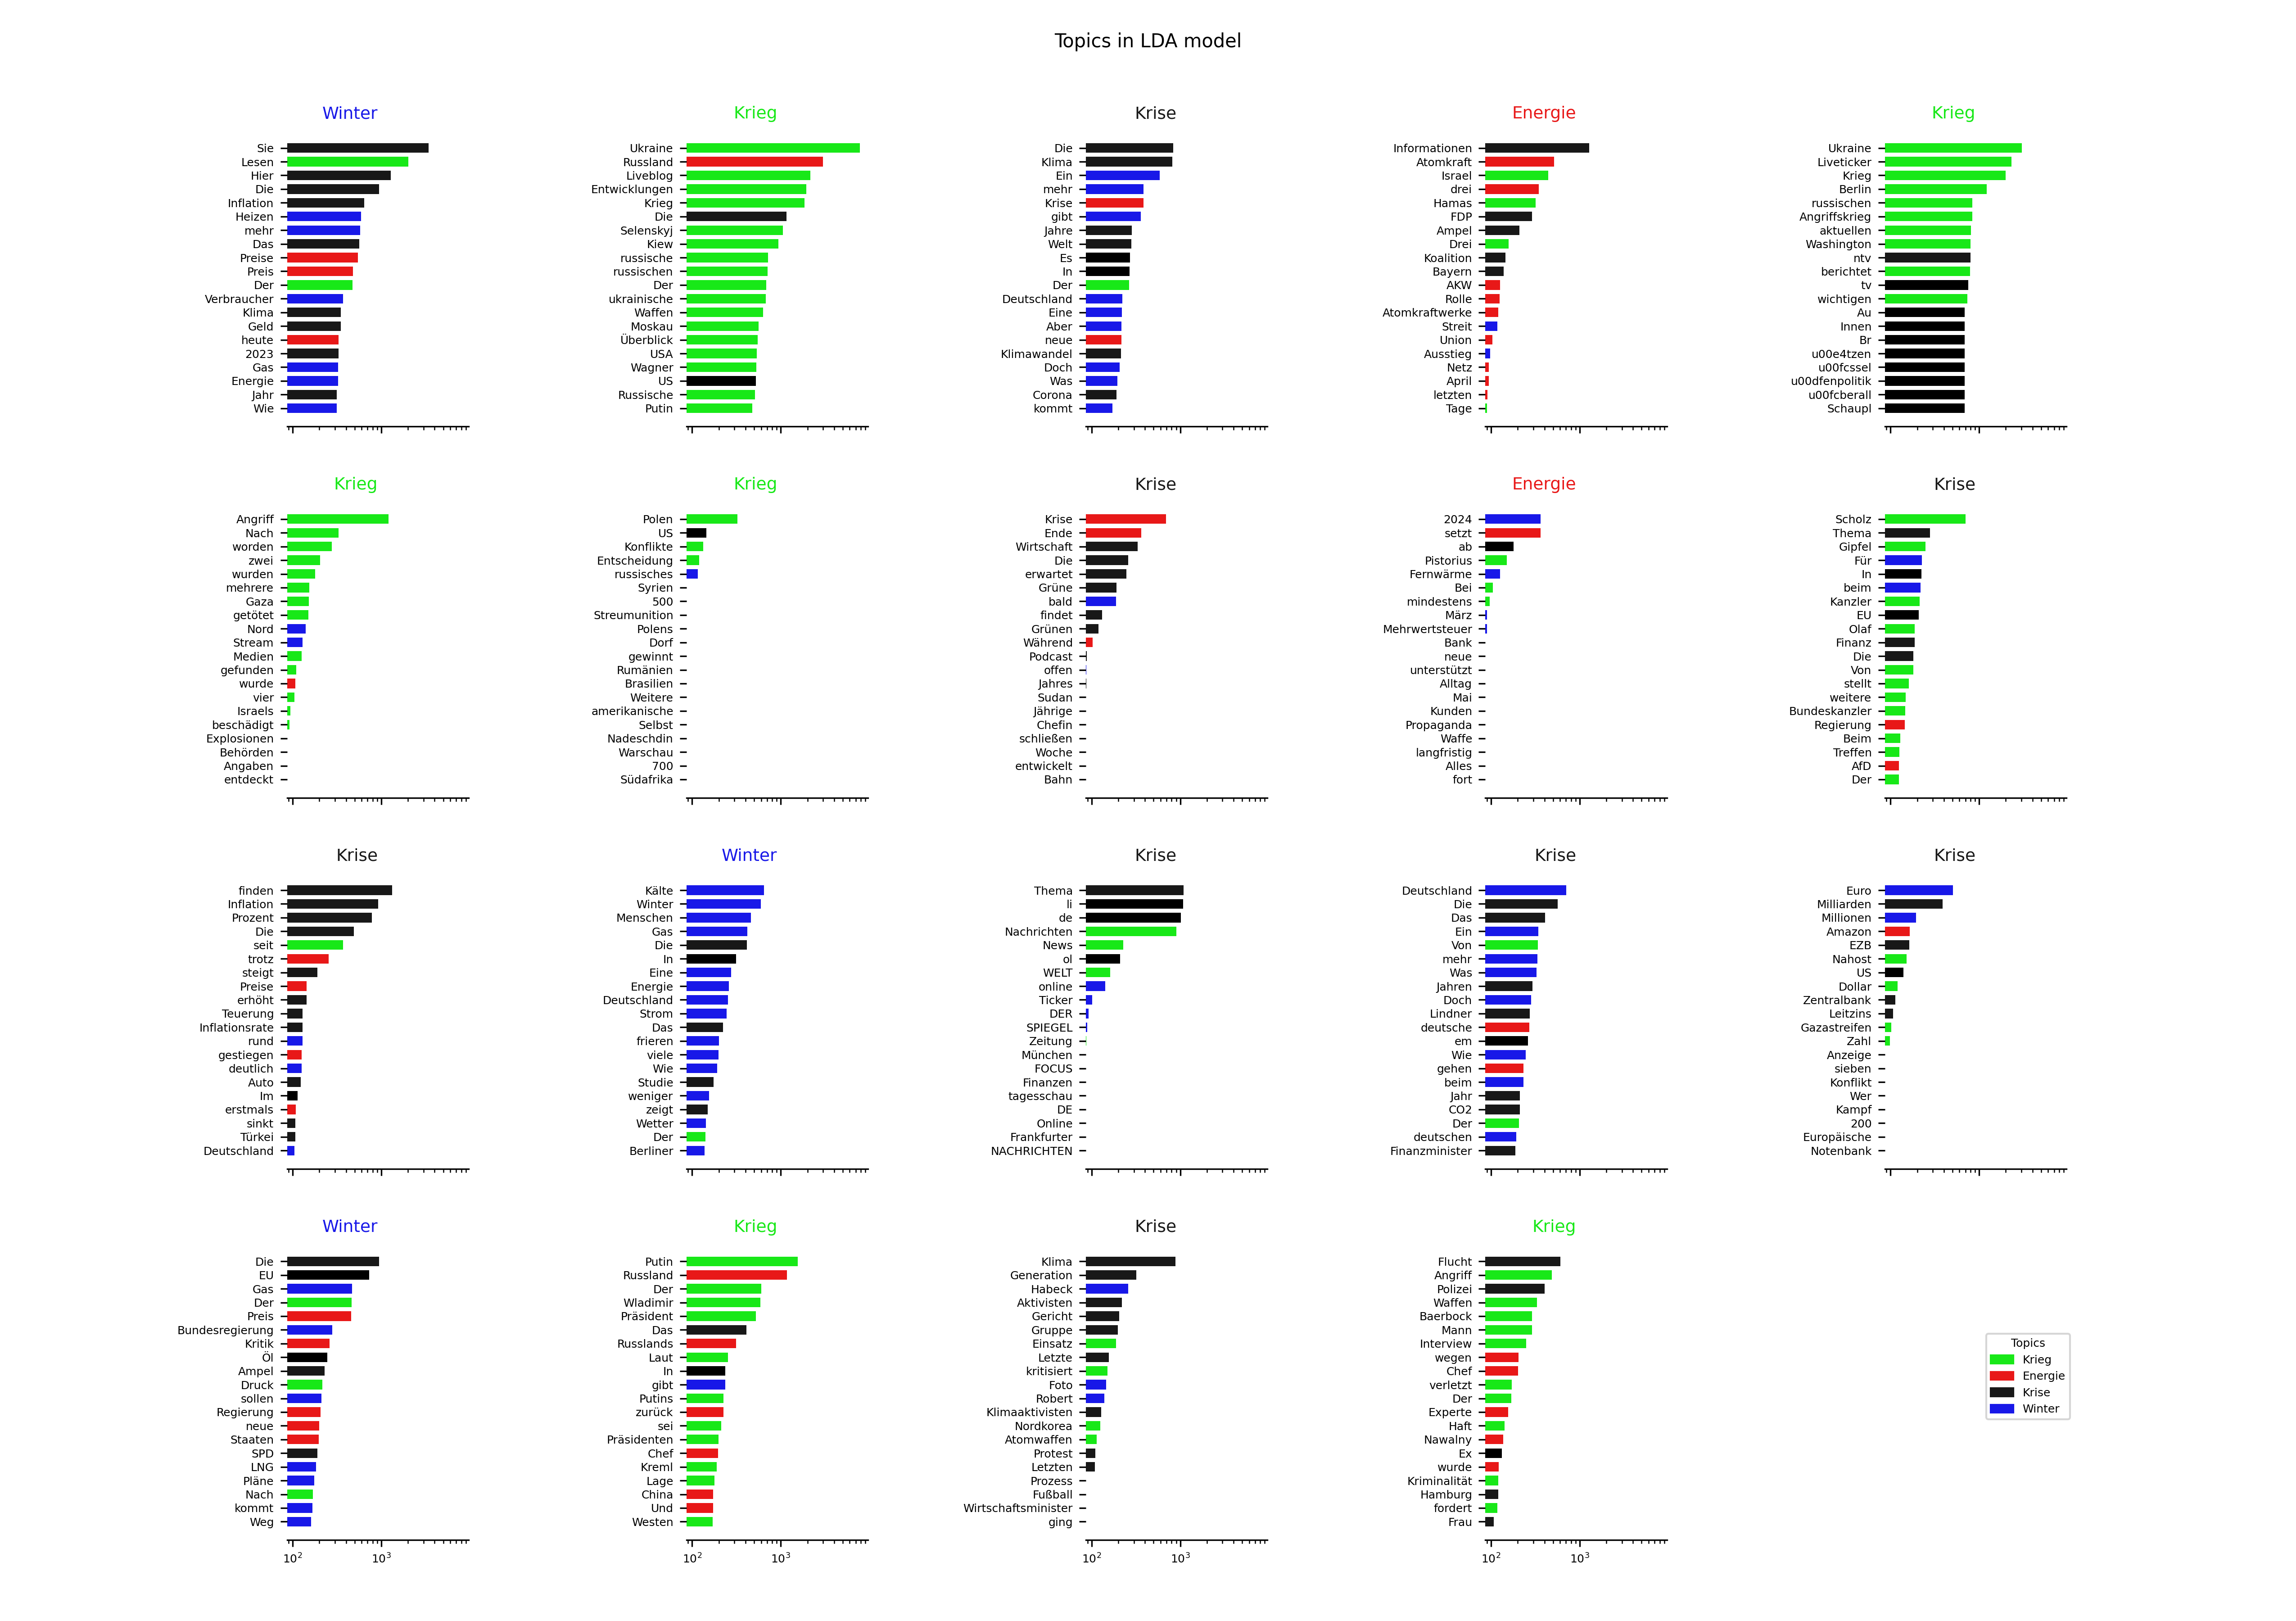 Topics in LDA model
Winter
Sie
Lesen
Hier
Die
Inflation
Heizen
mehr
Das
Preise
Preis
Der
Verbraucher
Klima
Geld
heute
2023
Gas
Energie
Jahr
Wie
Krieg
Ukraine
Russland
Liveblog
Entwicklungen
Krieg
Die
Selenskyj
Kiew
russische
russischen
Der
ukrainische
Waffen
Moskau
Überblick
USA
Wagner
US
Russische
Putin
Krise
Die
Klima
Ein
mehr
Krise
gibt
Jahre
Welt
Es
In
Der
Deutschland
Eine
Aber
neue
Klimawandel
Doch
Was
Corona
kommt
Energie
Informationen
Atomkraft
Israel
drei
Hamas
FDP
Ampel
Drei
Koalition
Bayern
AKW
Rolle
Atomkraftwerke
Streit
Union
Ausstieg
Netz
April
letzten
Tage
Krieg
Ukraine
Liveticker
Krieg
Berlin
russischen
Angriffskrieg
aktuellen
Washington
ntv
berichtet
tv
wichtigen
Au
Innen
Br
u00e4tzen
u00fcssel
u00dfenpolitik
u00fcberall
Schaupl
Krieg
Angriff
Nach
worden
zwei
wurden
mehrere
Gaza
getötet
Nord
Stream
Medien
gefunden
wurde
vier
Israels
beschädigt
Explosionen
Behörden
Angaben
entdeckt
Krieg
Polen
US
Konflikte
Entscheidung
russisches
Syrien
500
Streumunition
Polens
Dorf
gewinnt
Rumänien
Brasilien
Weitere
amerikanische
Selbst
Nadeschdin
Warschau
700
Südafrika
Krise
Krise
Ende
Wirtschaft
Die
erwartet
Grüne
bald
findet
Grünen
Während
Podcast
offen
Jahres
Sudan
Jährige
Chefin
schließen
Woche
entwickelt
Bahn
Energie
2024
setzt
ab
Pistorius
Fernwärme
Bei
mindestens
März
Mehrwertsteuer
Bank
neue
unterstützt
Alltag
Mai
Kunden
Propaganda
Waffe
langfristig
Alles
fort
Krise
Scholz
Thema
Gipfel
Für
In
beim
Kanzler
EU
Olaf
Finanz
Die
Von
stellt
weitere
Bundeskanzler
Regierung
Beim
Treffen
AfD
Der
Krise
finden
Inflation
Prozent
Die
seit
trotz
steigt
Preise
erhöht
Teuerung
Inflationsrate
rund
gestiegen
deutlich
Auto
Im
erstmals
sinkt
Türkei
Deutschland
Winter
Kälte
Winter
Menschen
Gas
Die
In
Eine
Energie
Deutschland
Strom
Das
frieren
viele
Wie
Studie
weniger
zeigt
Wetter
Der
Berliner
Krise
Thema
li
de
Nachrichten
News
ol
WELT
online
Ticker
DER
SPIEGEL
Zeitung
München
FOCUS
Finanzen
tagesschau
DE
Online
Frankfurter
NACHRICHTEN
Krise
Deutschland
Die
Das
Ein
Von
mehr
Was
Jahren
Doch
Lindner
deutsche
em
Wie
gehen
beim
Jahr
CO2
Der
deutschen
Finanzminister
Krise
Euro
Milliarden
Millionen
Amazon
EZB
Nahost
US
Dollar
Zentralbank
Leitzins
Gazastreifen
Zahl
Anzeige
sieben
Konflikt
Wer
Kampf
200
Europäische
Notenbank
Winter
Die
EU
Gas
Der
Preis
Bundesregierung
Kritik
Öl
Ampel
Druck
sollen
Regierung
neue
Staaten
SPD
LNG
Pläne
Nach
kommt
Weg
10² 10³
Krieg
Putin
Russland
Der
Wladimir
Präsident
Das
Russlands
Laut
In
gibt
Putins
zurück
sei
Präsidenten
Chef
Kreml
Lage
China
Und
Westen
10² 10³
Krise
Klima
Generation
Habeck
Aktivisten
Gericht
Gruppe
Einsatz
Letzte
kritisiert
Foto
Robert
Klimaaktivisten
Nordkorea
Atomwaffen
Protest
Letzten
Prozess
Fußball
Wirtschaftsminister
ging
10² 10³
Krieg
Flucht
Angriff
Polizei
Waffen
Baerbock
Mann
Interview
wegen
Chef
verletzt
Der
Experte
Haft
Nawalny
Ex
wurde
Kriminalität
Hamburg
fordert
Frau
10² 10³
Topics
Krieg
Energie
Krise
Winter